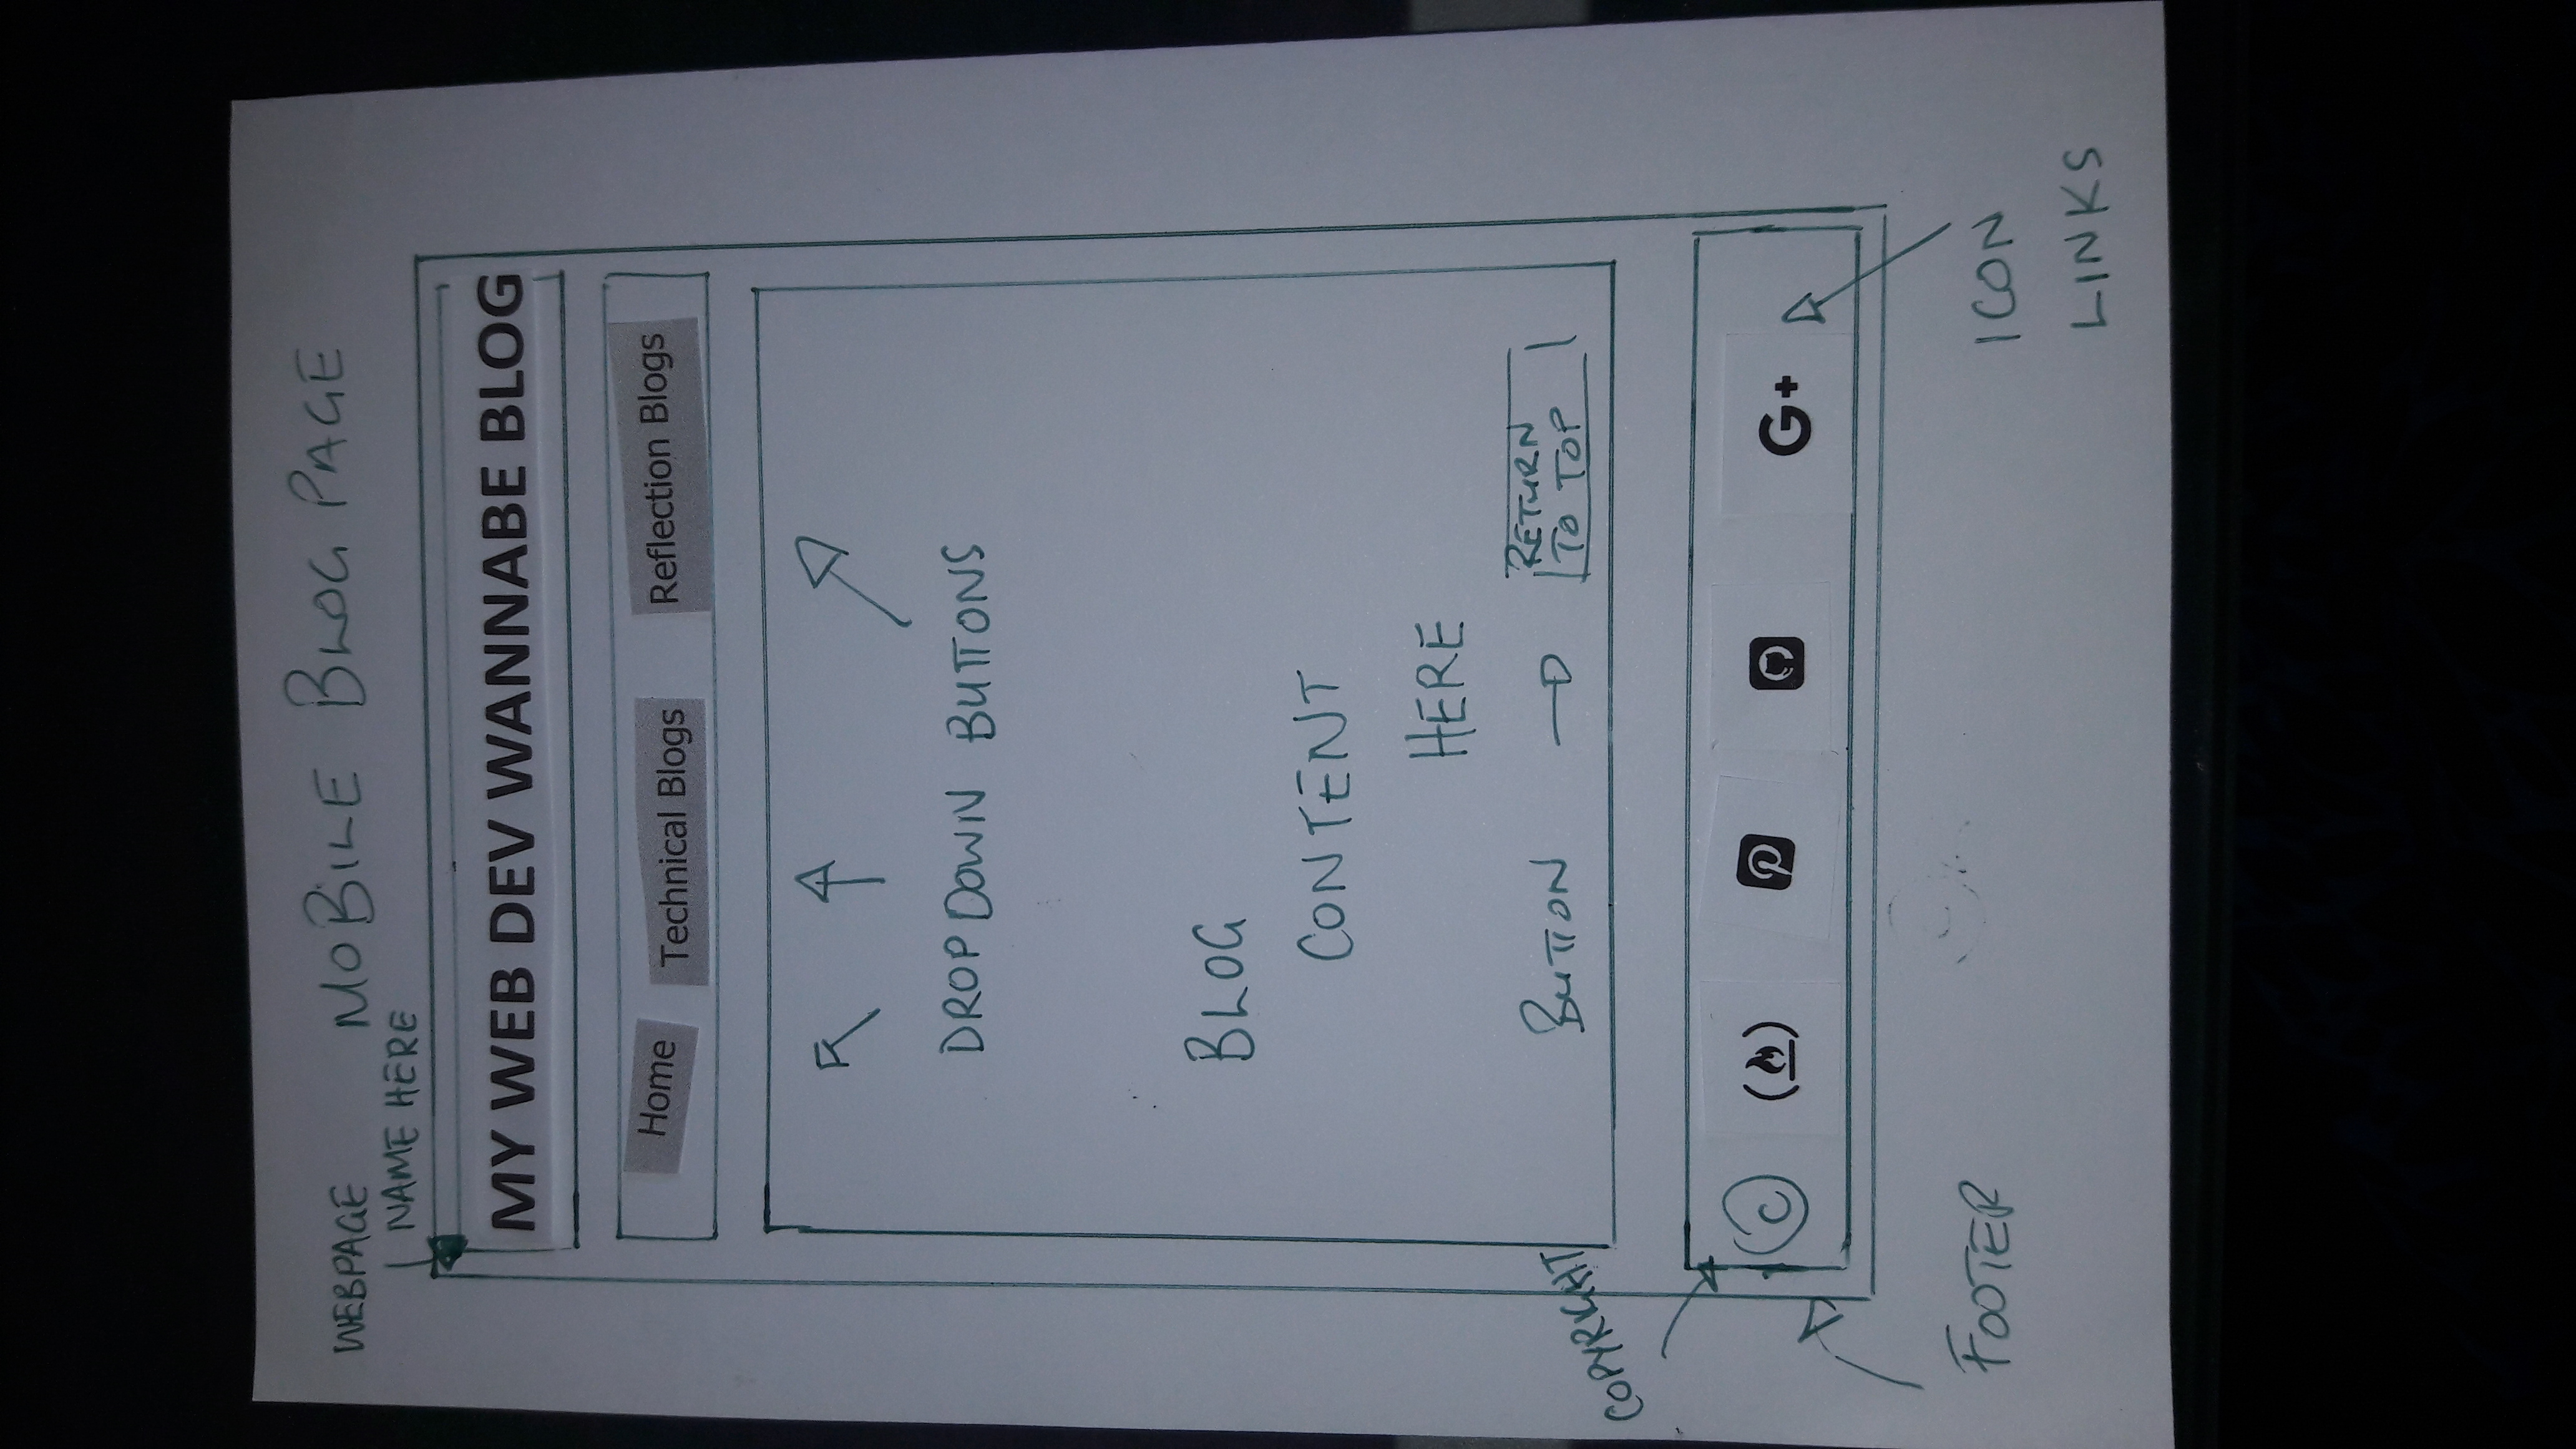 MOBILE BLOG PAGE
WEBPAGE
NAME HERE
MY WEB DEV WANNABE BLOG
Home Technical Blogs Reflection Blogs
DROPDOWN BUTTONS
BLOG
CONTENT
HERE
BUTTON RETURN
TO TOP
COPYRIGHT
C G+
FOOTER
ICON
LINKS